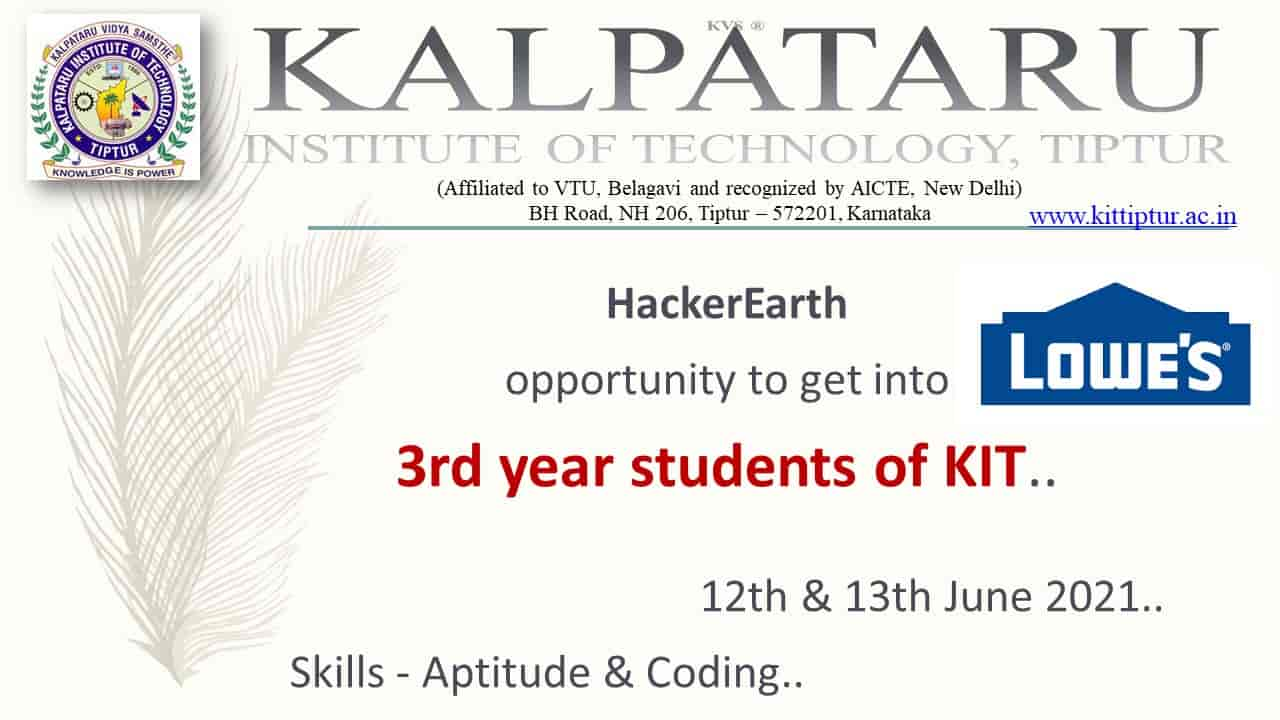 KALPATARU VIDYA SAMSTHE
KALPATARU INSTITUTE OF TECHNOLOGY
TIPTUR
KNOWLEDGE IS POWER
KVS ®
KALPATARU
INSTITUTE OF TECHNOLOGY, TIPTUR
(Affiliated to VTU, Belagavi and recognized by AICTE, New Delhi)
BH Road, NH 206, Tiptur – 572201, Karnataka
www.kittiptur.ac.in
HackerEarth
opportunity to get into
LOWE'S®
3rd year students of KIT..
12th & 13th June 2021..
Skills - Aptitude & Coding..